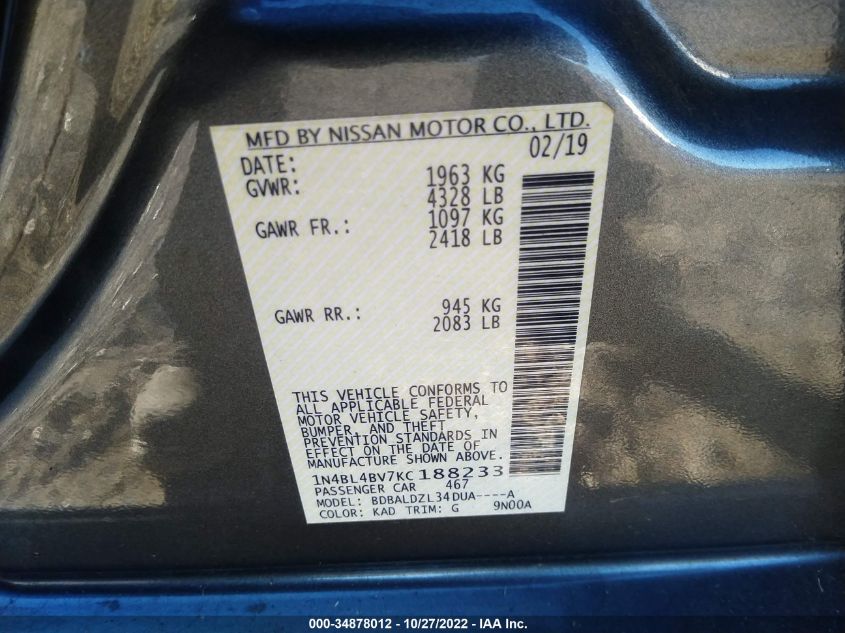 MFD BY NISSAN MOTOR CO., LTD.
DATE: 02/19
GVWR: 1963 KG
4328 LB
GAWR FR.: 1097 KG
2418 LB
GAWR RR.: 945 KG
2083 LB
THIS VEHICLE CONFORMS TO
ALL APPLICABLE FEDERAL
MOTOR VEHICLE SAFETY,
BUMPER, AND THEFT
PREVENTION STANDARDS IN
EFFECT ON THE DATE OF
MANUFACTURE SHOWN ABOVE.
1N4BL4BV7KC188233
PASSENGER CAR 467
MODEL: BDBALDZL34DUA----A
COLOR: KAD TRIM: G 9N00A
000-34878012 - 10/27/2022 - IAA Inc.